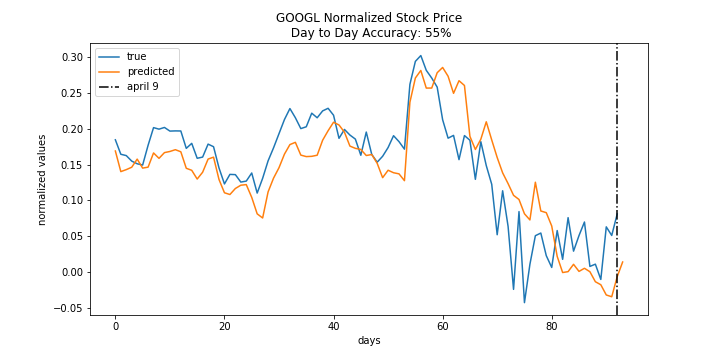 GOOGL Normalized Stock Price
Day to Day Accuracy: 55%
true
predicted
april 9
normalized values
0.30
0.25
0.20
0.15
0.10
0.05
0.00
−0.05
0 20 40 60 80
days